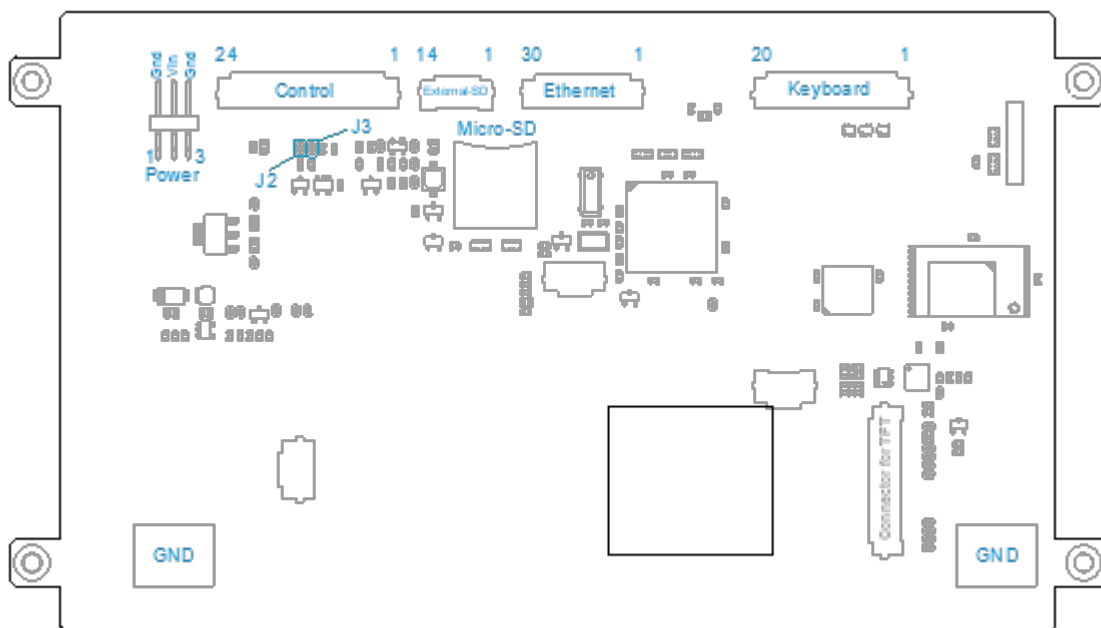 Gnd
Vin
Gnd
24 1
14 1
30 1
20 1
Control
External-SD
Ethernet
Keyboard
Micro-SD
J3
1 3
Power
J2
Connector for TFT
GND
GND